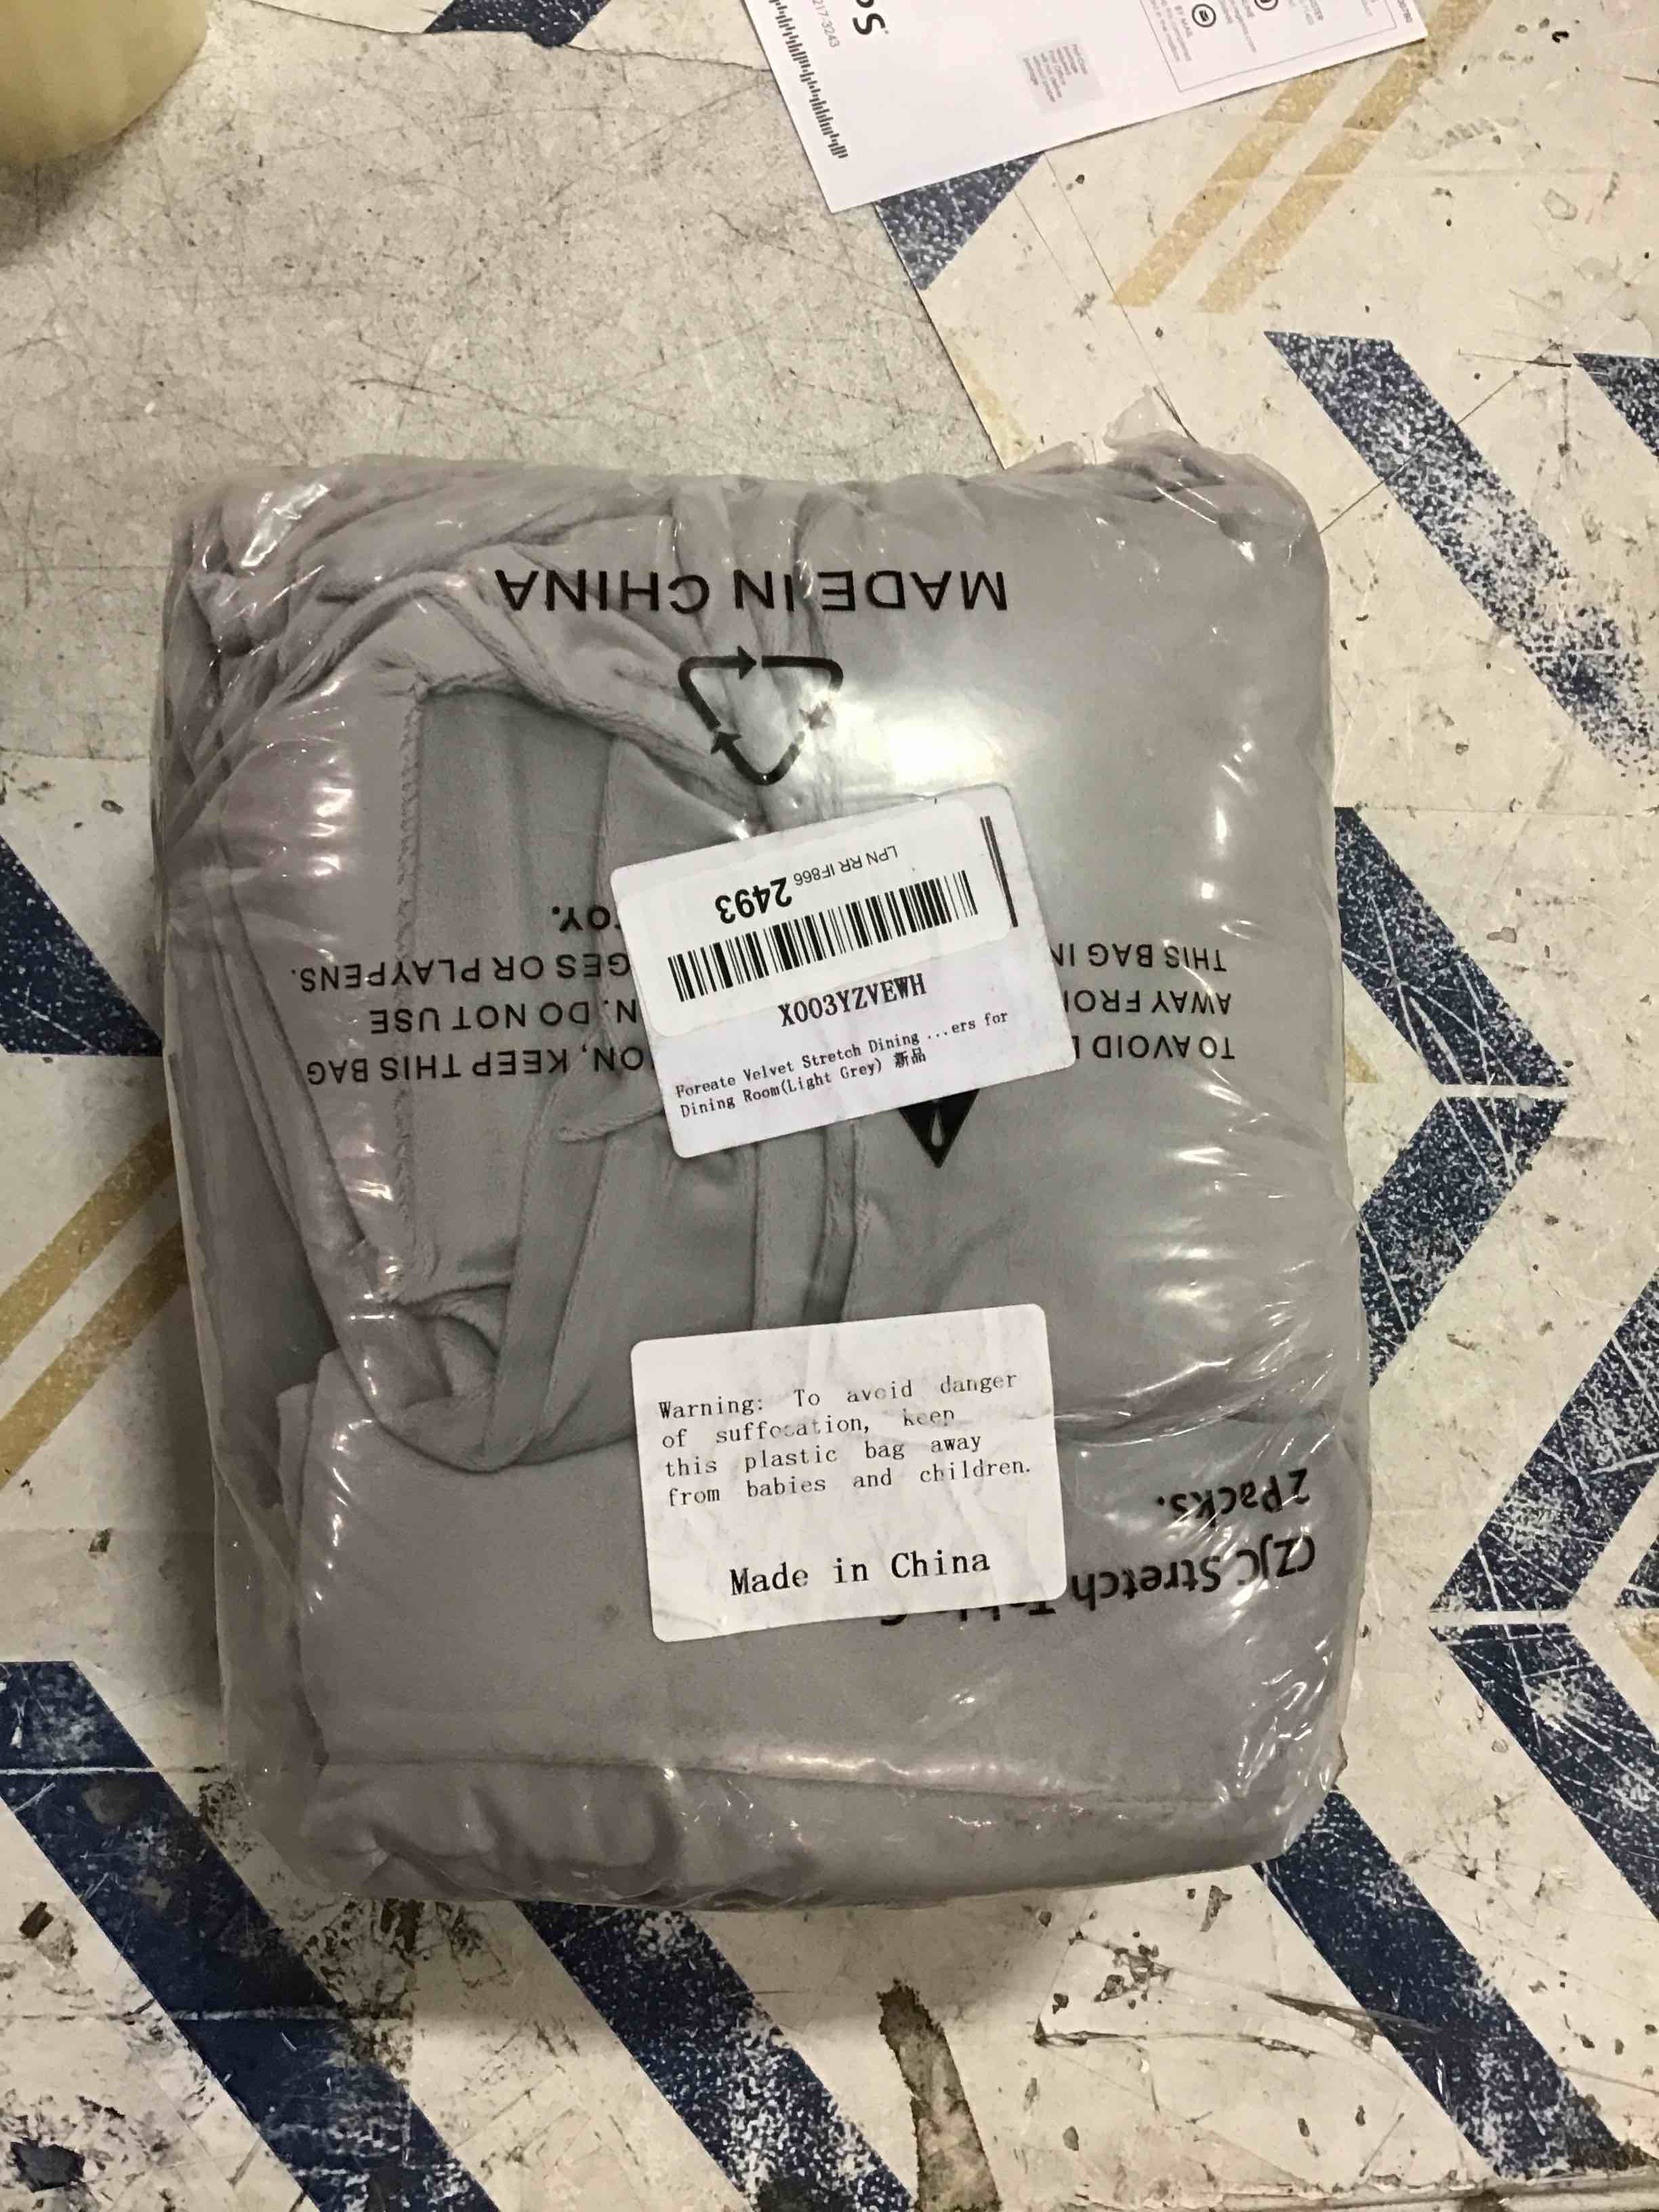 217-3243
MADE IN CHINA
LPN RR IF866 2493
X003YZVEWH
Foreate Velvet Stretch Dining ...ers for
Dining Room(Light Grey) 新品
TO AVOID
ON, KEEP THIS BAG
AWAY FRO
N. DO NOT USE
THIS BAG IN
GES OR PLAYPENS.
OY.
Warning: To avoid danger
of suffocation, keep
this plastic bag away
from babies and children.
Made in China
CZJC Stretch
2Packs.